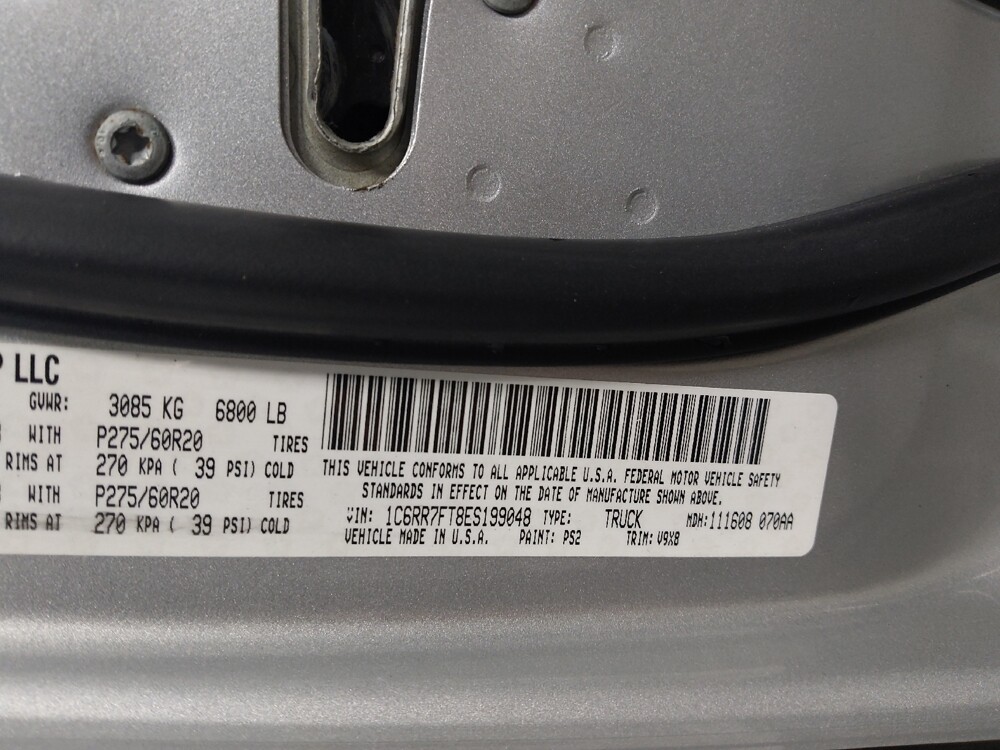 LLC
GVWR: 3085 KG 6800 LB
WITH P275/60R20 TIRES
RIMS AT 270 KPA ( 39 PSI) COLD
WITH P275/60R20 TIRES
RIMS AT 270 KPA ( 39 PSI) COLD
THIS VEHICLE CONFORMS TO ALL APPLICABLE U.S.A. FEDERAL MOTOR VEHICLE SAFETY
STANDARDS IN EFFECT ON THE DATE OF MANUFACTURE SHOWN ABOVE.
VIN: 1C6RR7FT8ES199048 TYPE: TRUCK MDH:111608 070AA
VEHICLE MADE IN U.S.A. PAINT: PS2 TRIM: V9X8